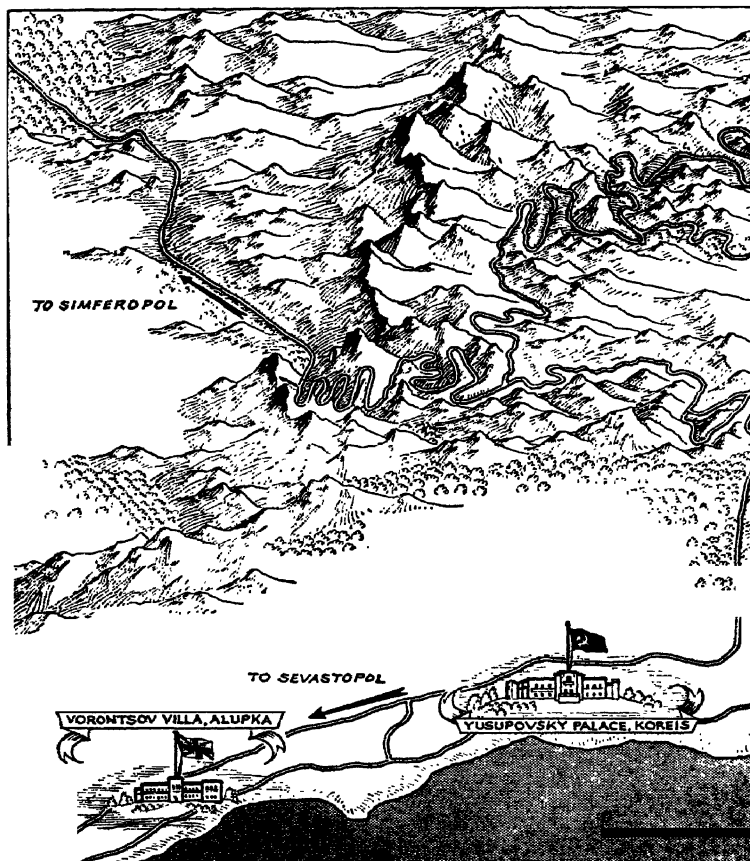 TO SIMFEROPOL
TO SEVASTOPOL
VORONTSOV VILLA, ALUPKA
YUSUPOVSKY PALACE, KOREIS